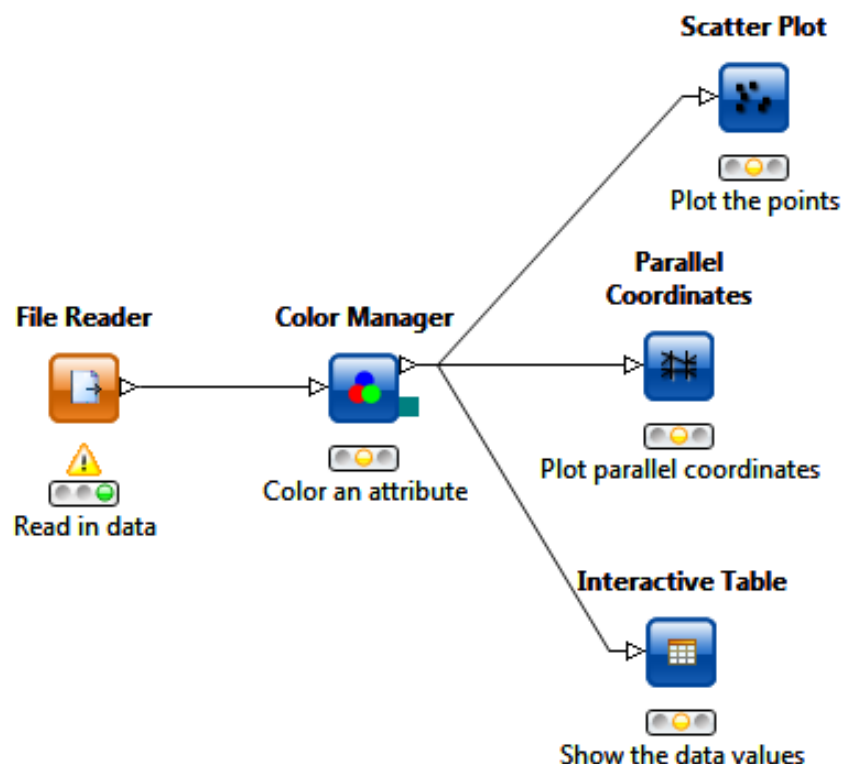 Scatter Plot
Plot the points
Parallel
Coordinates
File Reader
Color Manager
Plot parallel coordinates
Color an attribute
Read in data
Interactive Table
Show the data values